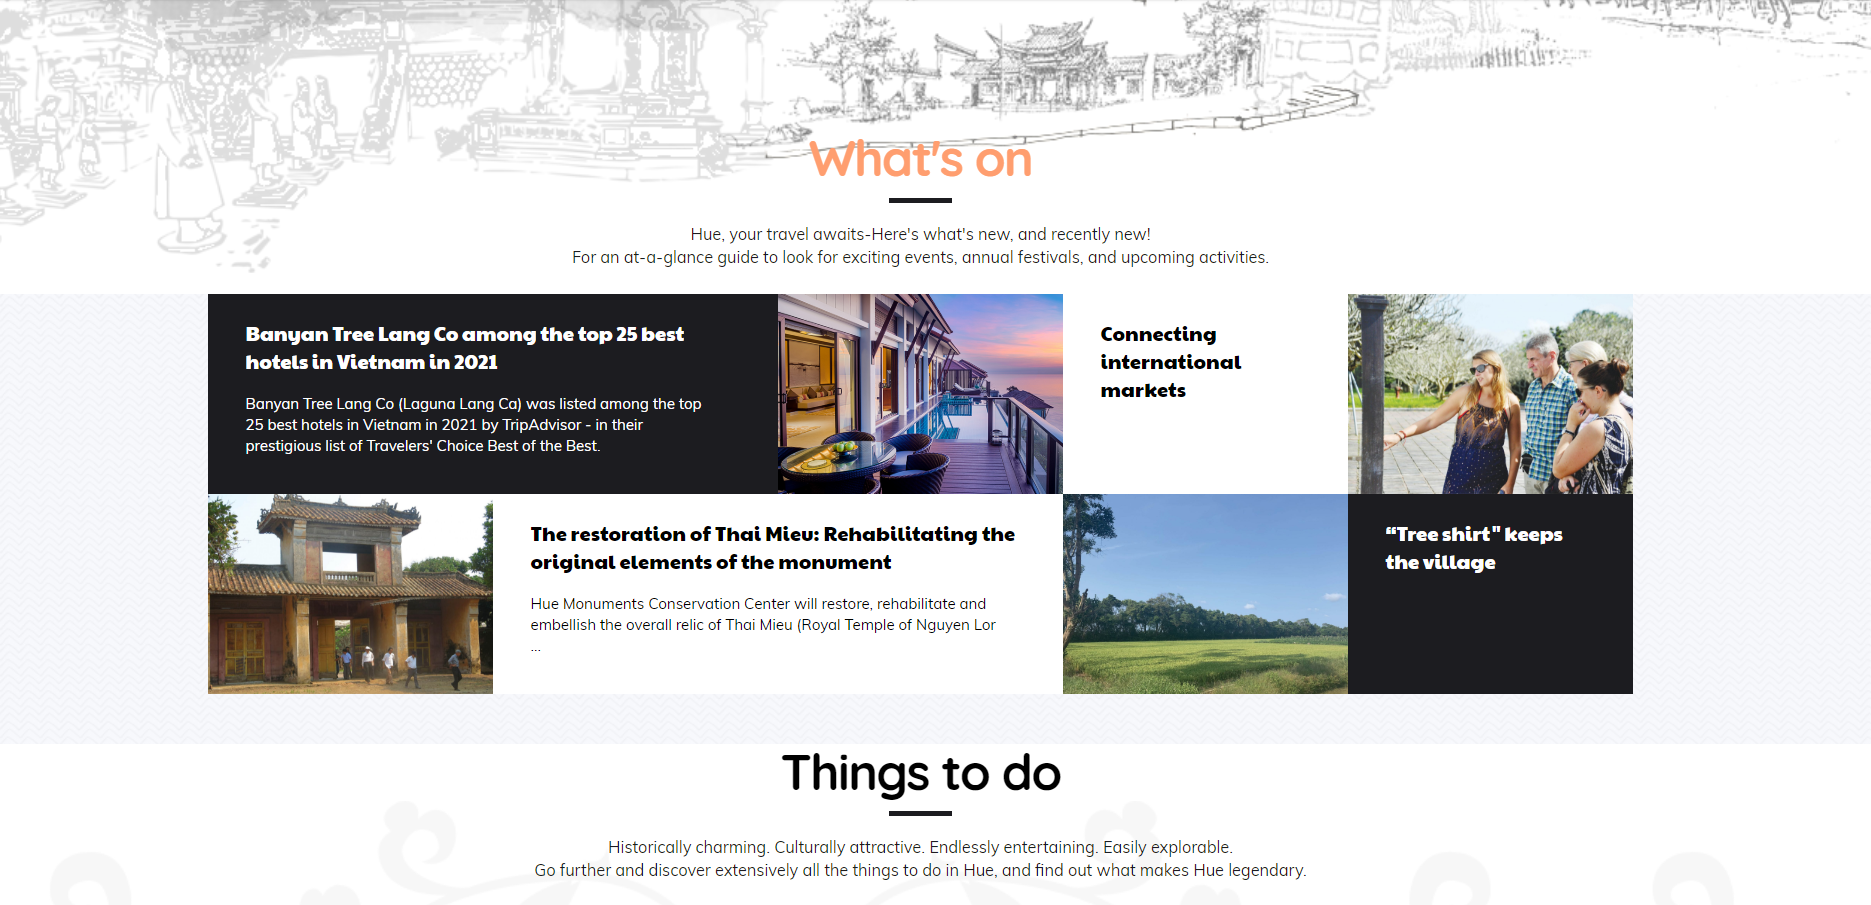 What's on
Hue, your travel awaits-Here's what's new, and recently new!
For an at-a-glance guide to look for exciting events, annual festivals, and upcoming activities.
Banyan Tree Lang Co among the top 25 best
hotels in Vietnam in 2021
Banyan Tree Lang Co (Laguna Lang Ca) was listed among the top
25 best hotels in Vietnam in 2021 by TripAdvisor - in their
prestigious list of Travelers' Choice Best of the Best.
Connecting
international
markets
The restoration of Thai Mieu: Rehabilitating the
original elements of the monument
Hue Monuments Conservation Center will restore, rehabilitate and
embellish the overall relic of Thai Mieu (Royal Temple of Nguyen Lor
...
“Tree shirt" keeps
the village
Things to do
Historically charming. Culturally attractive. Endlessly entertaining. Easily explorable.
Go further and discover extensively all the things to do in Hue, and find out what makes Hue legendary.